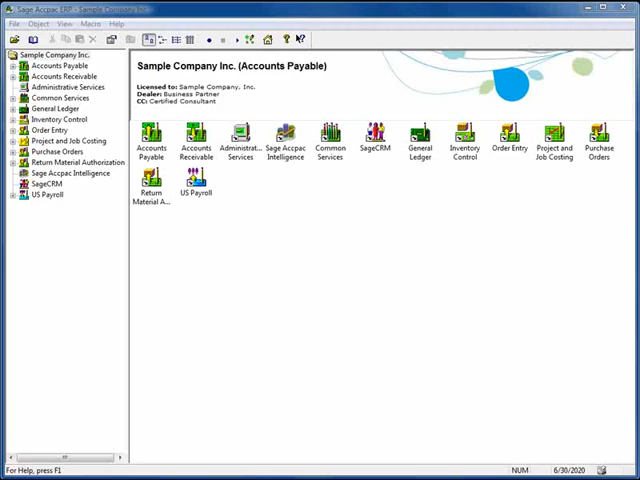 Sage Accpac ERP - Sample Company Inc.
File Object View Macro Help
Sample Company Inc.
Accounts Payable
Accounts Receivable
Administrative Services
Common Services
General Ledger
Inventory Control
Order Entry
Project and Job Costing
Purchase Orders
Return Material Authorization
Sage Accpac Intelligence
SageCRM
US Payroll
Sample Company Inc. (Accounts Payable)
Licensed to: Sample Company, Inc.
Dealer: Business Partner
CC: Certified Consultant
Accounts Payable
Accounts Receivable
Administrat... Services
Sage Accpac Intelligence
Common Services
SageCRM
General Ledger
Inventory Control
Order Entry
Project and Job Costing
Purchase Orders
Return Material A...
US Payroll
For Help, press F1
NUM
6/30/2020